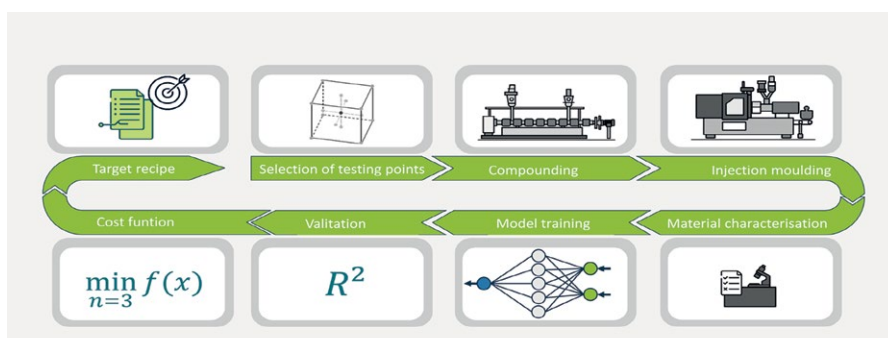 Target recipe
Selection of testing points
Compounding
Injection moulding
Cost funtion
Valitation
Model training
Material characterisation
min f(x)
n=3
R²